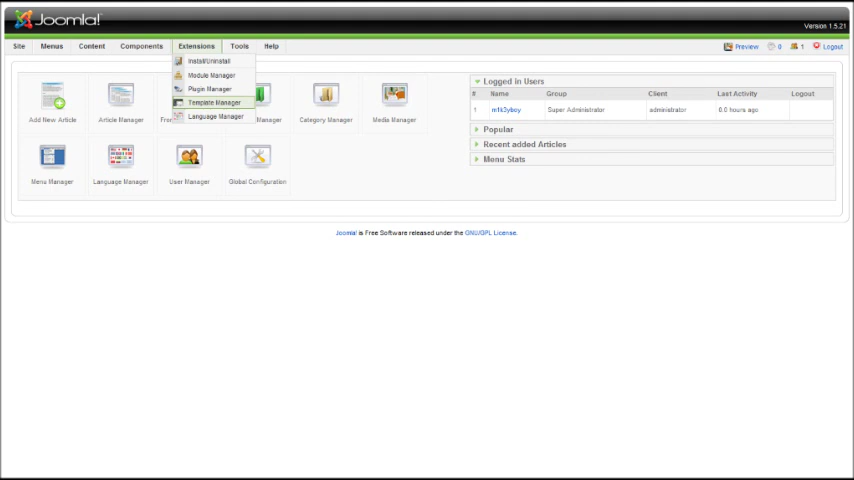 Joomla!
Version 1.5.21
Site Menus Content Components Extensions Tools Help
Preview 0 1 Logout
Install/Uninstall
Module Manager
Plugin Manager
Template Manager
Language Manager
Add New Article Article Manager Fron Manager Category Manager Media Manager
Menu Manager Language Manager User Manager Global Configuration
Logged in Users
# Name Group Client Last Activity Logout
1 m1k3yboy Super Administrator administrator 0.0 hours ago
Popular
Recent added Articles
Menu Stats
Joomla! is Free Software released under the GNU/GPL License.